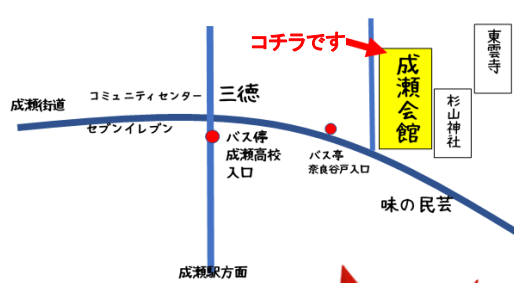 コチラです
東雲寺
成瀬会館
杉山神社
成瀬街道
コミュニティセンター
三徳
セブンイレブン
バス停
成瀬高校
入口
バス亭
奈良谷戸入口
味の民芸
成瀬駅方面